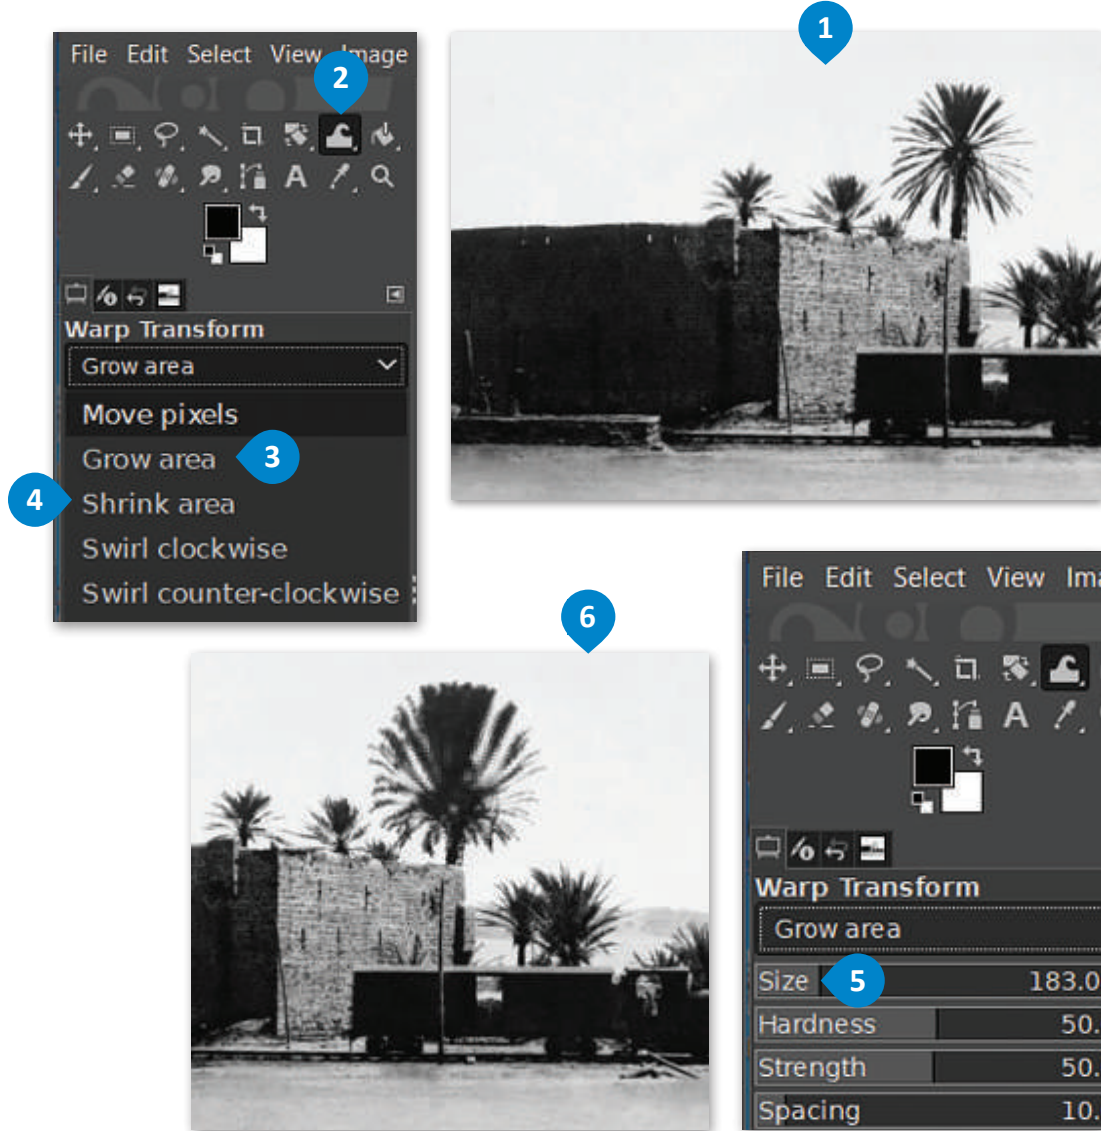 1
File Edit Select View Image
2
A
Warp Transform
Grow area
Move pixels
Grow area
3
4
Shrink area
Swirl clockwise
Swirl counter-clockwise
6
File Edit Select View Ima
A
Warp Transform
Grow area
Size
5
183.0
Hardness 50.
Strength 50.
Spacing 10.